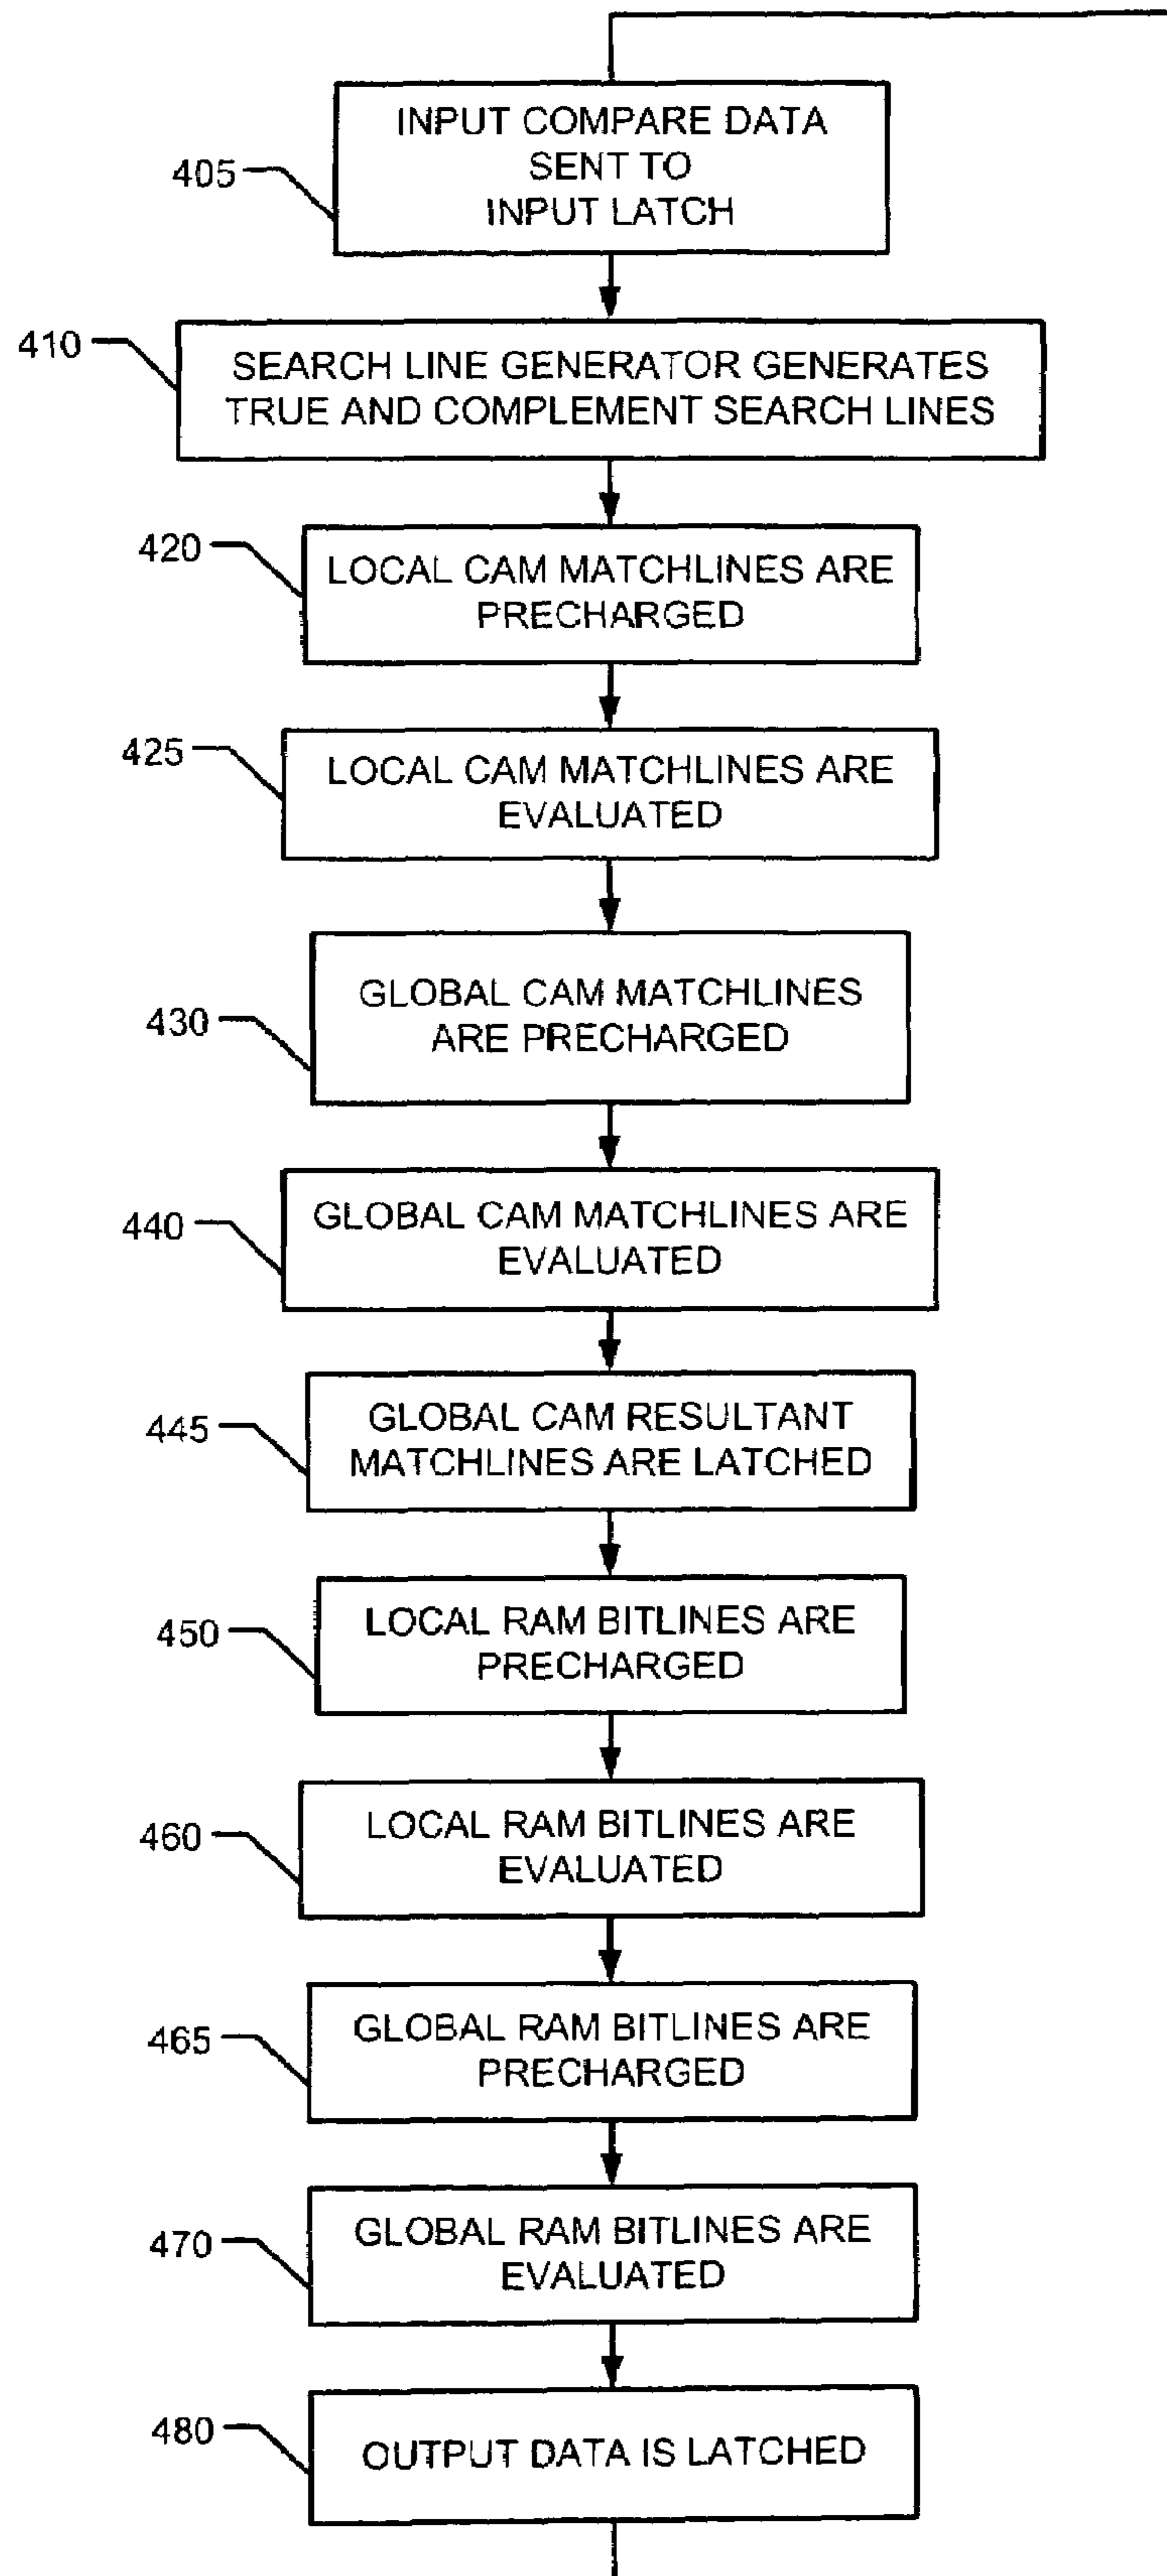 INPUT COMPARE DATA
SENT TO
INPUT LATCH
405
410
SEARCH LINE GENERATOR GENERATES
TRUE AND COMPLEMENT SEARCH LINES
420
LOCAL CAM MATCHLINES ARE
PRECHARGED
425
LOCAL CAM MATCHLINES ARE
EVALUATED
430
GLOBAL CAM MATCHLINES
ARE PRECHARGED
440
GLOBAL CAM MATCHLINES ARE
EVALUATED
445
GLOBAL CAM RESULTANT
MATCHLINES ARE LATCHED
450
LOCAL RAM BITLINES ARE
PRECHARGED
460
LOCAL RAM BITLINES ARE
EVALUATED
465
GLOBAL RAM BITLINES ARE
PRECHARGED
470
GLOBAL RAM BITLINES ARE
EVALUATED
480
OUTPUT DATA IS LATCHED